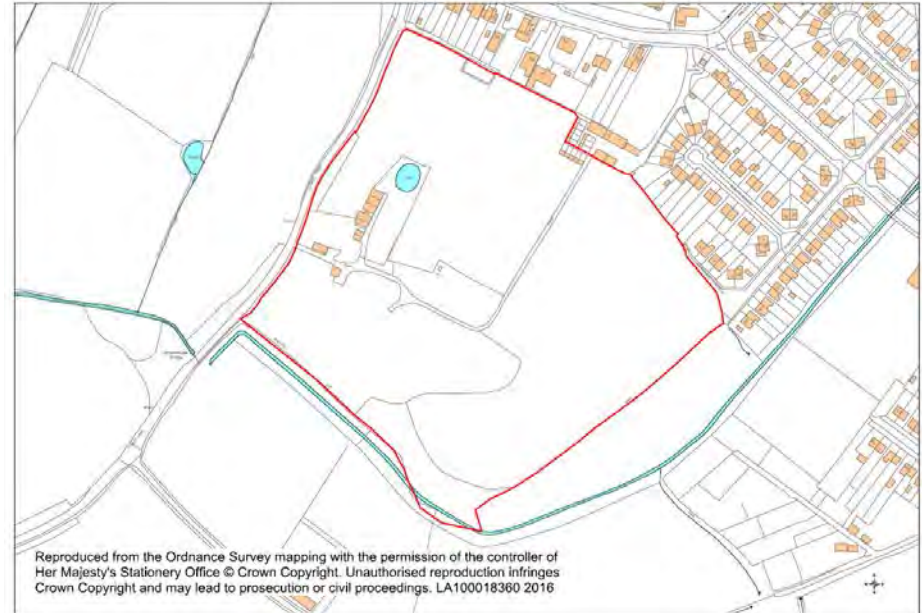 Reproduced from the Ordnance Survey mapping with the permission of the controller of
Her Majesty's Stationery Office © Crown Copyright. Unauthorised reproduction infringes
Crown Copyright and may lead to prosecution or civil proceedings. LA100018360 2016